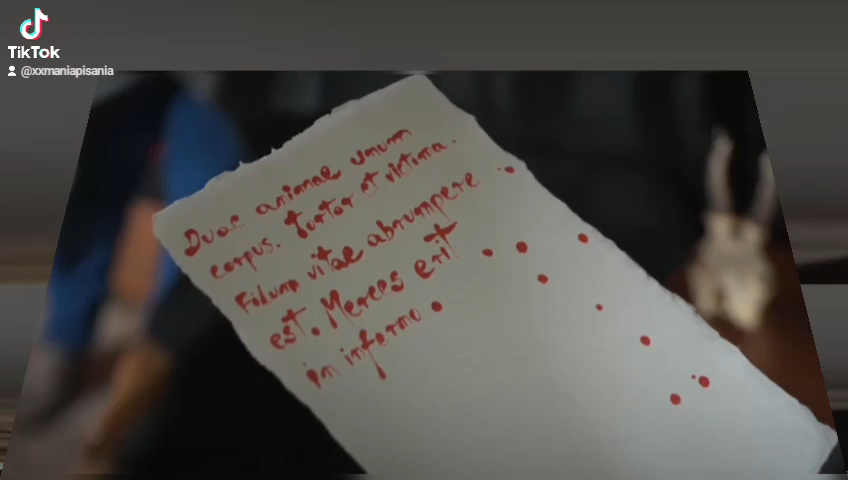 TikTok
@xxmaniapisania
Duae animae unum
corpus. Tortor et victima.
Filum vitae abrumpere
est. Merces erit
in inferno.